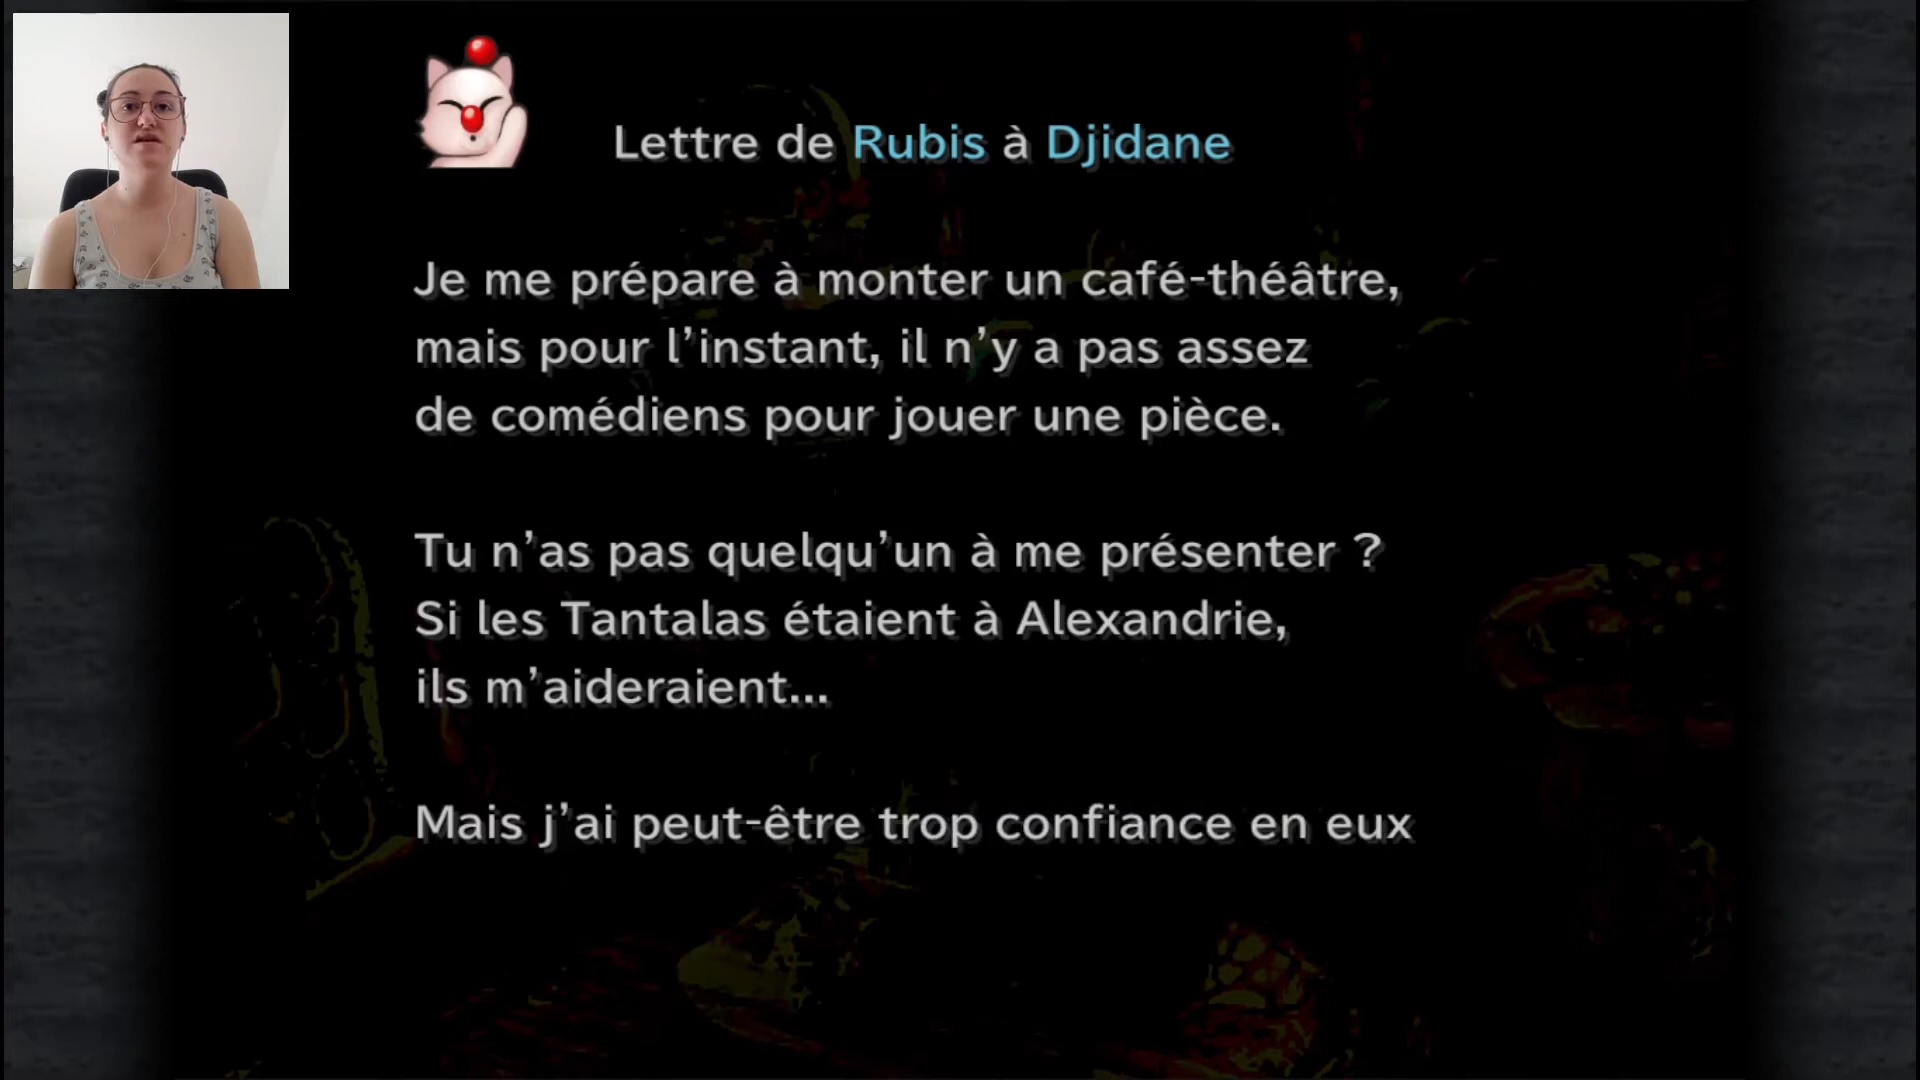 Lettre de Rubis à Djidane
Je me prépare à monter un café-théâtre,
mais pour l’instant, il n’y a pas assez
de comédiens pour jouer une pièce.
Tu n’as pas quelqu’un à me présenter ?
Si les Tantalas étaient à Alexandrie,
ils m’aideraient...
Mais j’ai peut-être trop confiance en eux